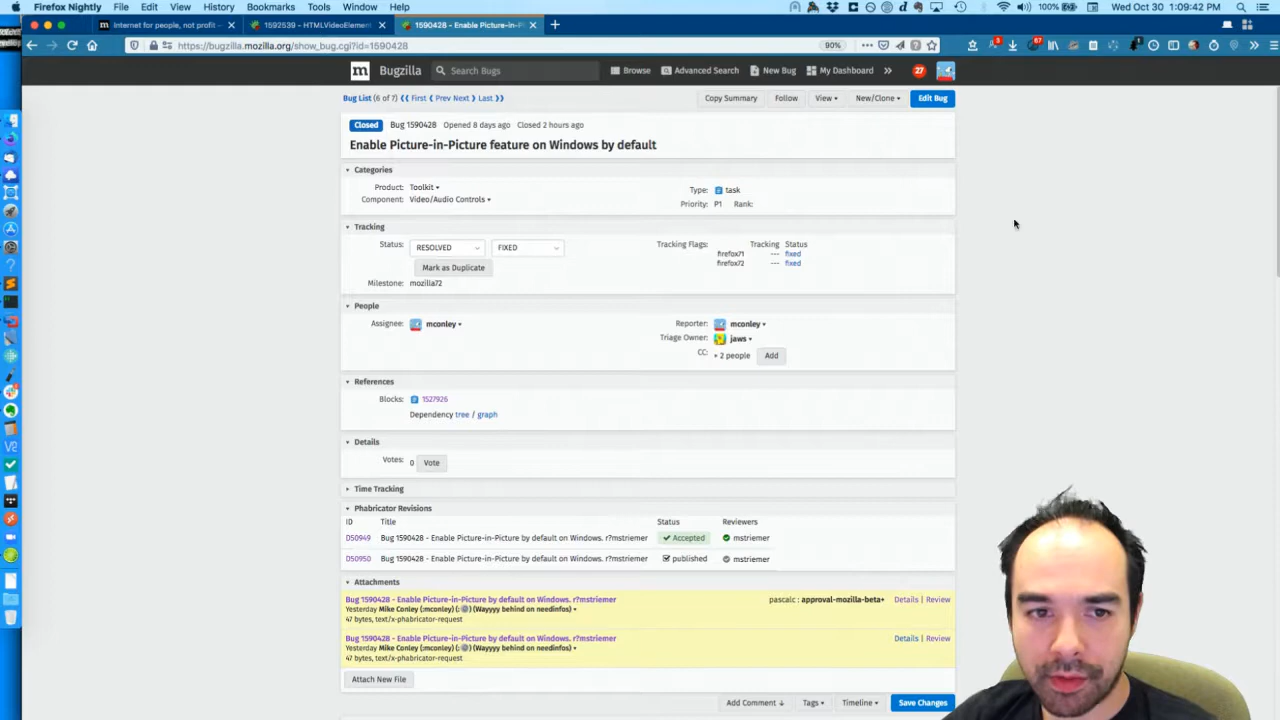 Firefox Nightly File Edit View History Bookmarks Tools Window Help 100% Wed Oct 30 1:09:42 PM
Internet for people, not profit – 1592539 - HTMLVideoElemen 1590428 - Enable Picture-in-Pi
https://bugzilla.mozilla.org/show_bug.cgi?id=1590428 90%
m Bugzilla Search Bugs Browse Advanced Search New Bug My Dashboard 27
Bug List (6 of 7) First Prev Next Last Copy Summary Follow View New/Clone Edit Bug
Closed Bug 1590428 Opened 8 days ago Closed 2 hours ago
Enable Picture-in-Picture feature on Windows by default
Categories
Product: Toolkit Type: task
Component: Video/Audio Controls Priority: P1 Rank:
Tracking
Status: RESOLVED FIXED Tracking Flags: Tracking Status
firefox71 --- fixed
firefox72 --- fixed
Mark as Duplicate
Milestone: mozilla72
People
Assignee: mconley Reporter: mconley
Triage Owner: jaws
CC: 2 people Add
References
Blocks: 1527926
Dependency tree / graph
Details
Votes: 0 Vote
Time Tracking
Phabricator Revisions
ID Title Status Reviewers
D50949 Bug 1590428 - Enable Picture-in-Picture by default on Windows. r?mstriemer Accepted mstriemer
D50950 Bug 1590428 - Enable Picture-in-Picture by default on Windows. r?mstriemer published mstriemer
Attachments
Bug 1590428 - Enable Picture-in-Picture by default on Windows. r?mstriemer pascalc : approval-mozilla-beta+ Details | Review
Yesterday Mike Conley (:mconley) (:⚙) (Wayyyy behind on needinfos)
47 bytes, text/x-phabricator-request
Bug 1590428 - Enable Picture-in-Picture by default on Windows. r?mstriemer Details | Review
Yesterday Mike Conley (:mconley) (:⚙) (Wayyyy behind on needinfos)
47 bytes, text/x-phabricator-request
Attach New File
Add Comment ↓ Tags Timeline Save Changes